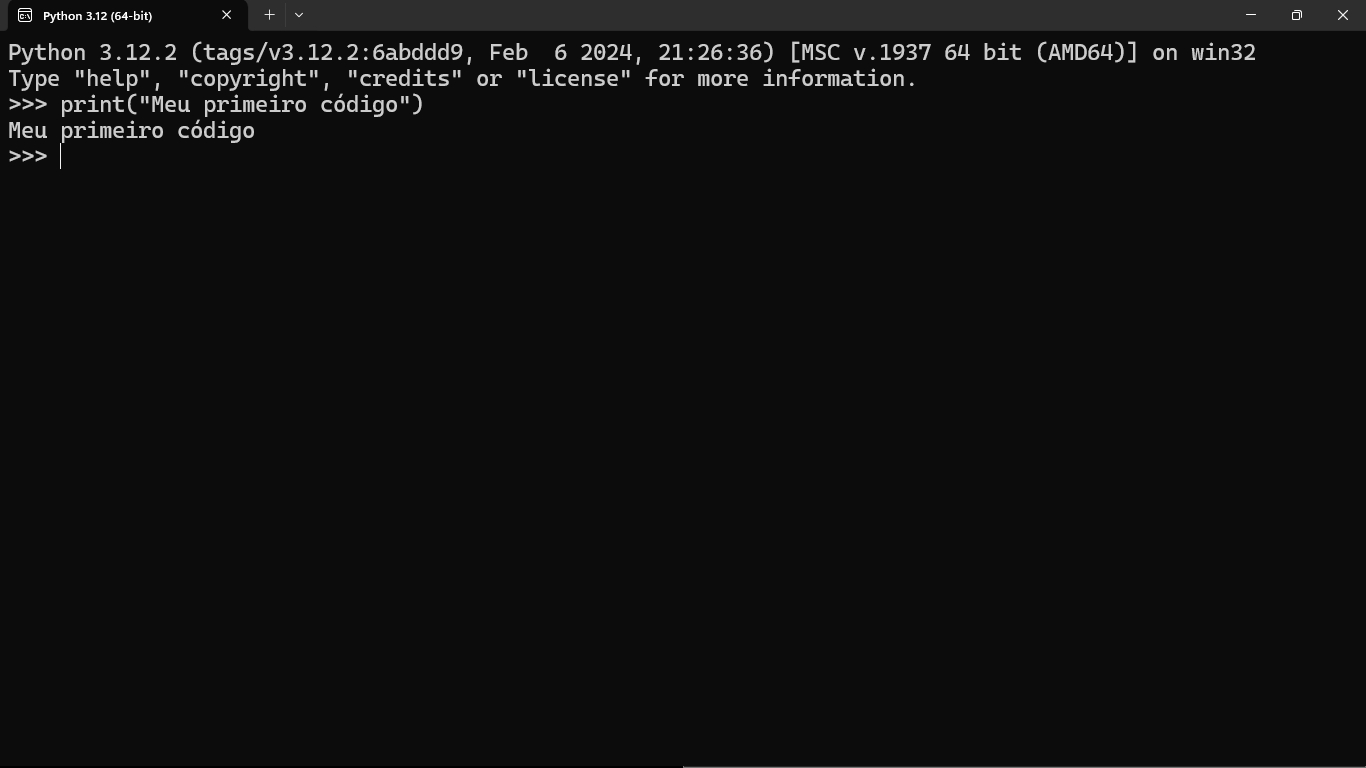 Python 3.12 (64-bit)
Python 3.12.2 (tags/v3.12.2:6abddd9, Feb  6 2024, 21:26:36) [MSC v.1937 64 bit (AMD64)] on win32
Type "help", "copyright", "credits" or "license" for more information.
>>> print("Meu primeiro código")
Meu primeiro código
>>>